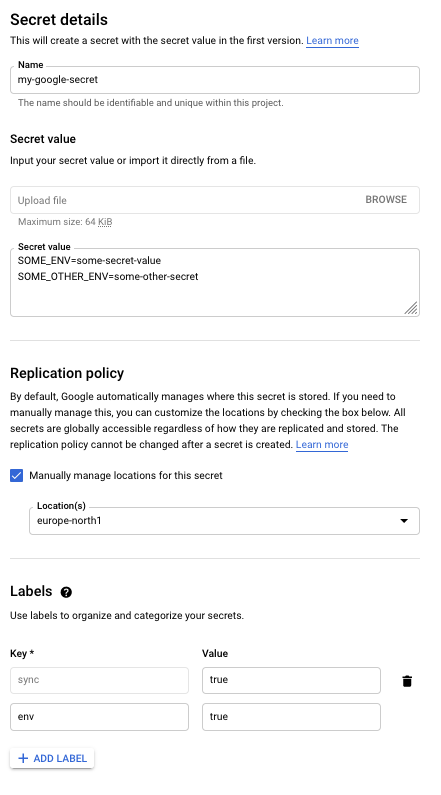 Secret details
This will create a secret with the secret value in the first version. Learn more
Name
my-google-secret
The name should be identifiable and unique within this project.
Secret value
Input your secret value or import it directly from a file.
Upload file BROWSE
Maximum size: 64 KiB
Secret value
SOME_ENV=some-secret-value
SOME_OTHER_ENV=some-other-secret
Replication policy
By default, Google automatically manages where this secret is stored. If you need to
manually manage this, you can customize the locations by checking the box below. All
secrets are globally accessible regardless of how they are replicated and stored. The
replication policy cannot be changed after a secret is created. Learn more
Manually manage locations for this secret
Location(s)
europe-north1
Labels ?
Use labels to organize and categorize your secrets.
Key * Value
sync true
env true
+ ADD LABEL